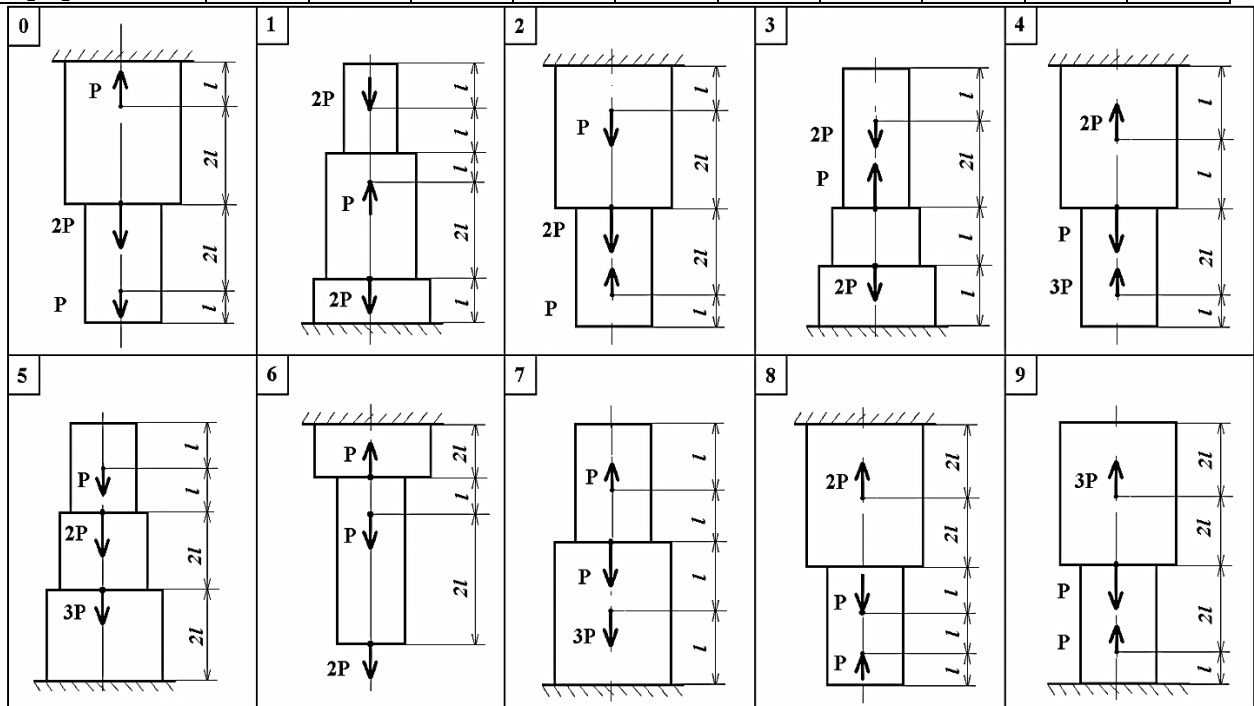 0 1 2 3 4
P l 2l 2P 2l P l
2P l l P l 2l 2P l
P l 2l 2P 2l P l
2P l P 2l l 2P l
2P l l P 3P 2l l
5 6 7 8 9
P l l 2P 2l 3P 2l
P 2l l P 2l 2P
P l l P l 3P l
2P 2l 2l P l l P l
3P 2l 2l P 2l P l